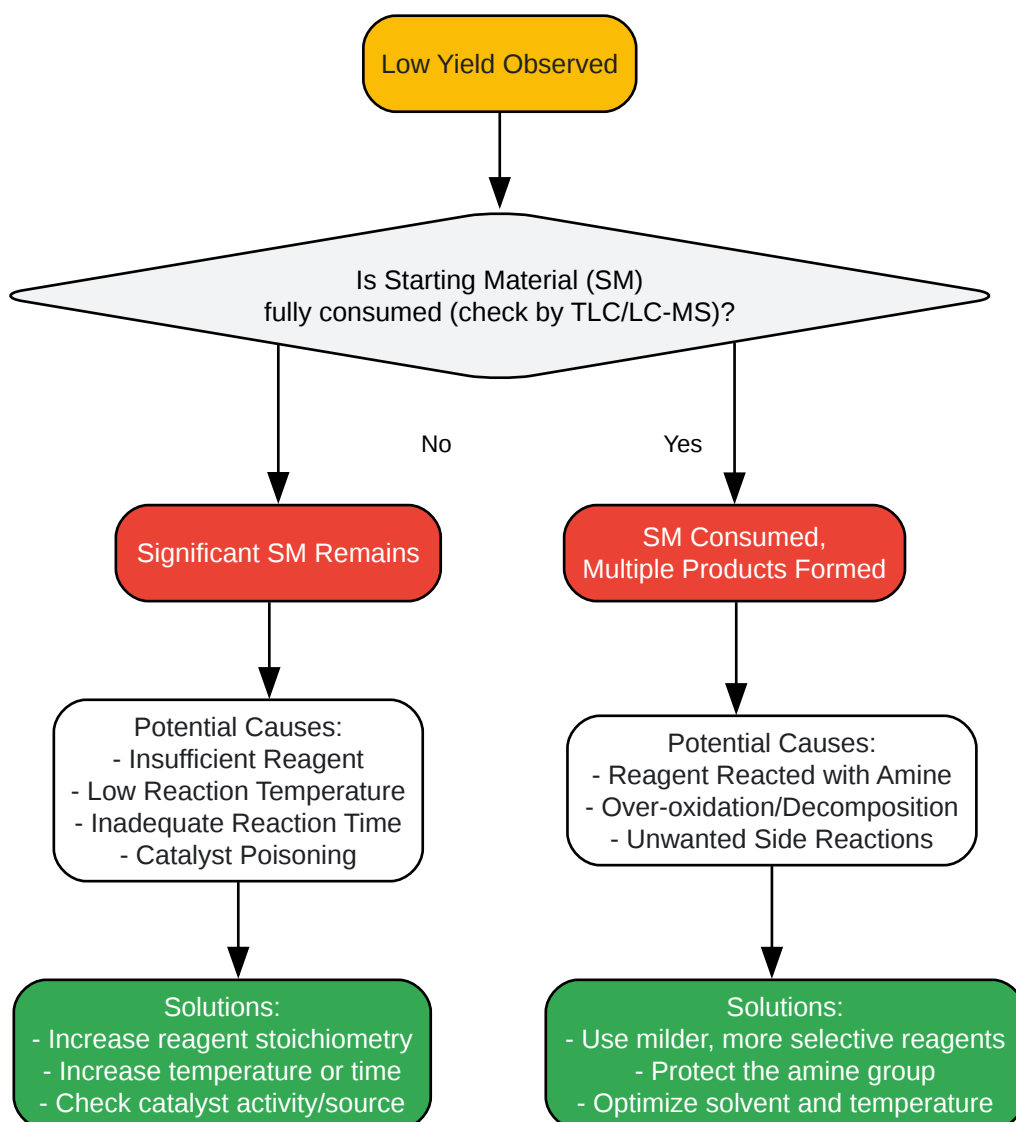 Low Yield Observed
Is Starting Material (SM)
fully consumed (check by TLC/LC-MS)?
No
Yes
Significant SM Remains
SM Consumed,
Multiple Products Formed
Potential Causes:
- Insufficient Reagent
- Low Reaction Temperature
- Inadequate Reaction Time
- Catalyst Poisoning
Potential Causes:
- Reagent Reacted with Amine
- Over-oxidation/Decomposition
- Unwanted Side Reactions
Solutions:
- Increase reagent stoichiometry
- Increase temperature or time
- Check catalyst activity/source
Solutions:
- Use milder, more selective reagents
- Protect the amine group
- Optimize solvent and temperature